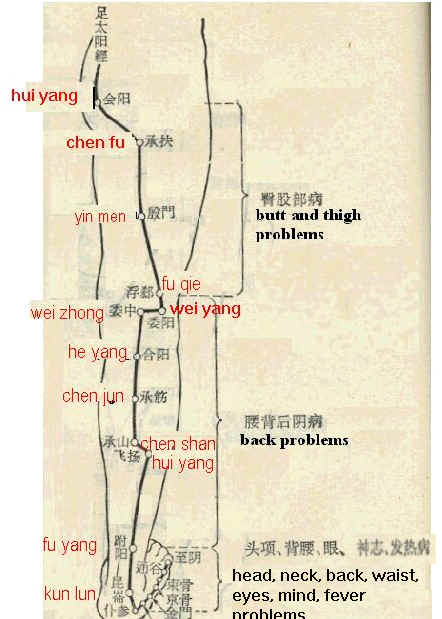 足太阳經
hui yang
会阳
chen fu
承扶
yin men
殷門
臀股部病
butt and thigh
problems
fu qie
浮郄
wei zhong
委中
委阳
wei yang
he yang
合阳
chen jun
承筋
腰背后阴病
back problems
承山
chen shan
飞扬
hui yang
fu yang
跗阳
至阴
通谷
头项、背腰、眼、神志、发热病
kun lun
昆崙
束骨
京骨
仆参
金門
head, neck, back, waist,
eyes, mind, fever
problems